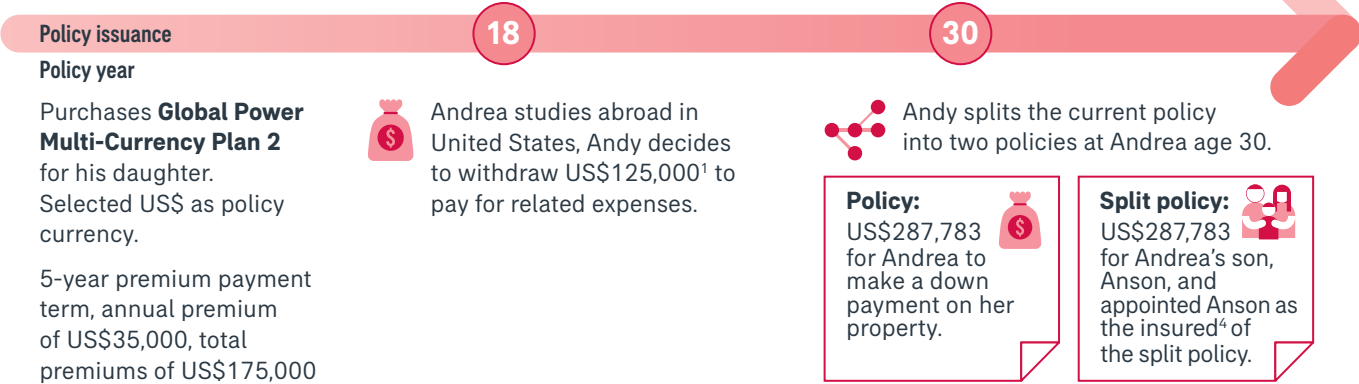 Policy issuance
18
30
Policy year
Purchases Global Power
Multi-Currency Plan 2
for his daughter.
Selected US$ as policy
currency.
5-year premium payment
term, annual premium
of US$35,000, total
premiums of US$175,000
$
Andrea studies abroad in
United States, Andy decides
to withdraw US$125,000¹ to
pay for related expenses.
Andy splits the current policy
into two policies at Andrea age 30.
Policy:
US$287,783
for Andrea to
make a down
payment on her
property.
$
Split policy:
US$287,783
for Andrea's son,
Anson, and
appointed Anson as
the insured⁴ of
the split policy.